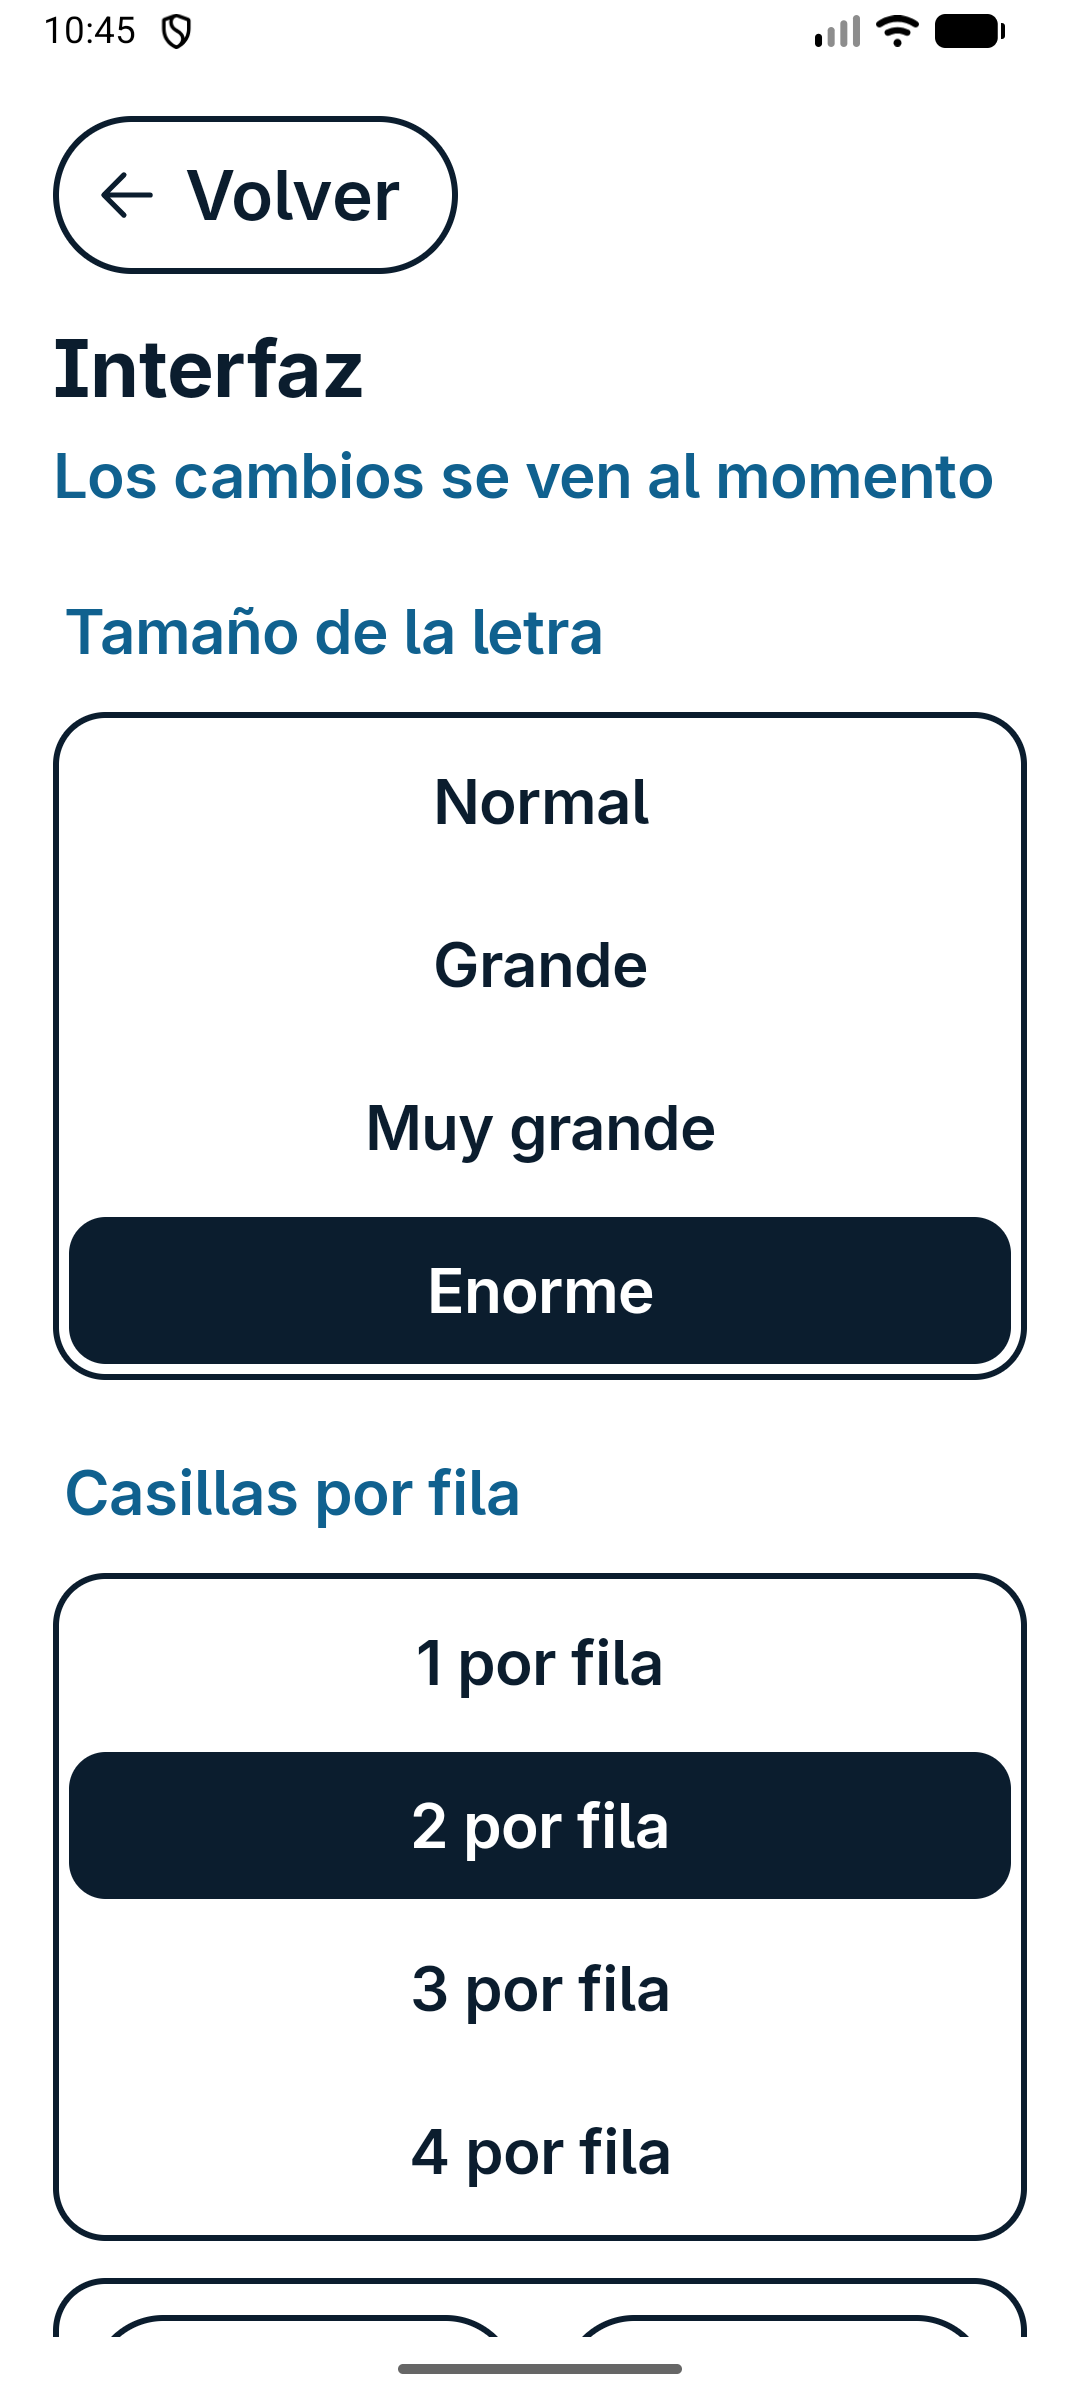 10:45
Volver
Interfaz
Los cambios se ven al momento
Tamaño de la letra
Normal
Grande
Muy grande
Enorme
Casillas por fila
1 por fila
2 por fila
3 por fila
4 por fila